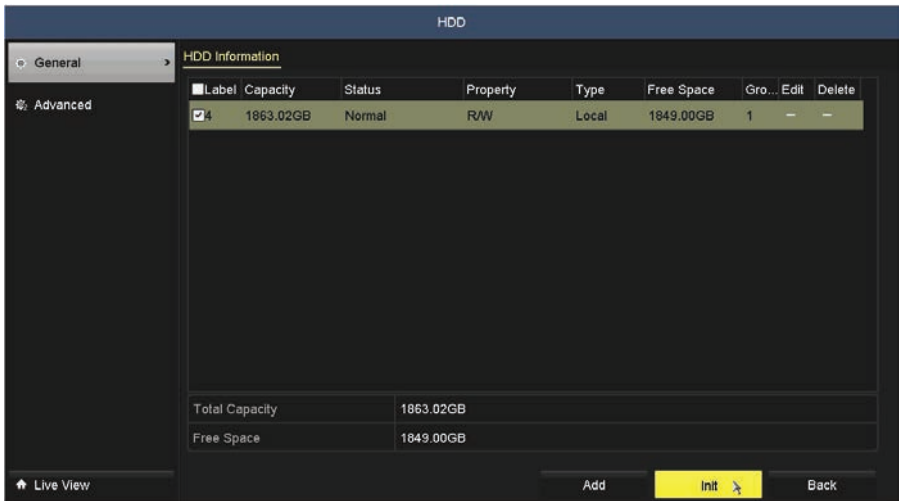 HDD
General
Advanced
HDD Information
Label Capacity Status Property Type Free Space Gro... Edit Delete
4 1863.02GB Normal R/W Local 1849.00GB 1 – –
Total Capacity 1863.02GB
Free Space 1849.00GB
Live View Add Init Back